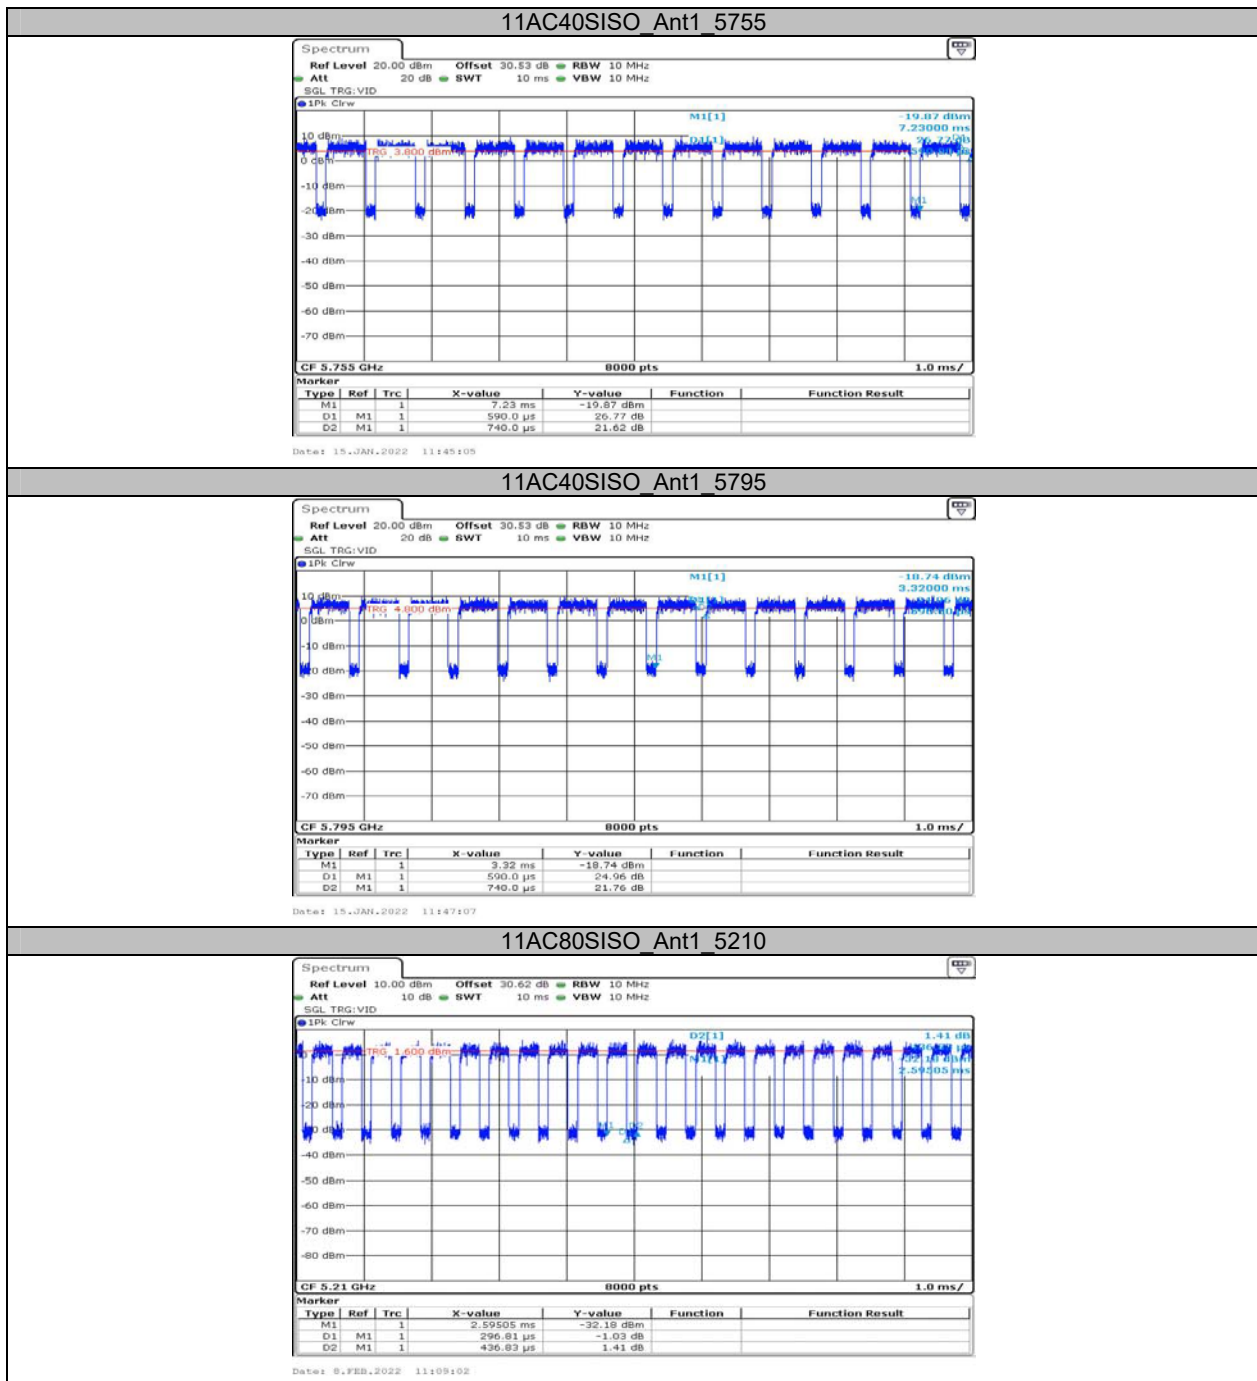 11AC40SISO_Ant1_5755
Spectrum
Ref Level 20.00 dBm Offset 30.53 dB RBW 10 MHz
Att 20 dB SWT 10 ms VBW 10 MHz
SGL TRG:VID
1Pk Clrw
M1[1] -19.87 dBm
7.23000 ms
10 dBm
D1[1]
TRG 3.800 dBm
0 dBm
-10 dBm
M1
-20 dBm
-30 dBm
-40 dBm
-50 dBm
-60 dBm
-70 dBm
CF 5.755 GHz 8000 pts 1.0 ms/
Marker
Type Ref Trc X-value Y-value Function Function Result
M1 1 7.23 ms -19.87 dBm
D1 M1 1 590.0 µs 26.77 dB
D2 M1 1 740.0 µs 21.62 dB
Date: 15.JAN.2022 11:45:05
11AC40SISO_Ant1_5795
Spectrum
Ref Level 20.00 dBm Offset 30.53 dB RBW 10 MHz
Att 20 dB SWT 10 ms VBW 10 MHz
SGL TRG:VID
1Pk Clrw
M1[1] -18.74 dBm
3.32000 ms
10 dBm
TRG 4.800 dBm
0 dBm
-10 dBm
M1
-30 dBm
-40 dBm
-50 dBm
-60 dBm
-70 dBm
CF 5.795 GHz 8000 pts 1.0 ms/
Marker
Type Ref Trc X-value Y-value Function Function Result
M1 1 3.32 ms -18.74 dBm
D1 M1 1 590.0 µs 24.96 dB
D2 M1 1 740.0 µs 21.76 dB
Date: 15.JAN.2022 11:47:07
11AC80SISO_Ant1_5210
Spectrum
Ref Level 10.00 dBm Offset 30.62 dB RBW 10 MHz
Att 10 dB SWT 10 ms VBW 10 MHz
SGL TRG:VID
1Pk Clrw
D2[1] 1.41 dB
TRG 1.600 dBm
M1[1] -32.18 dBm
2.59505 ms
-10 dBm
-20 dBm
M1 D2
-40 dBm
-50 dBm
-60 dBm
-70 dBm
-80 dBm
CF 5.21 GHz 8000 pts 1.0 ms/
Marker
Type Ref Trc X-value Y-value Function Function Result
M1 1 2.59505 ms -32.18 dBm
D1 M1 1 296.81 µs -1.03 dB
D2 M1 1 436.83 µs 1.41 dB
Date: 8.FEB.2022 11:09:02